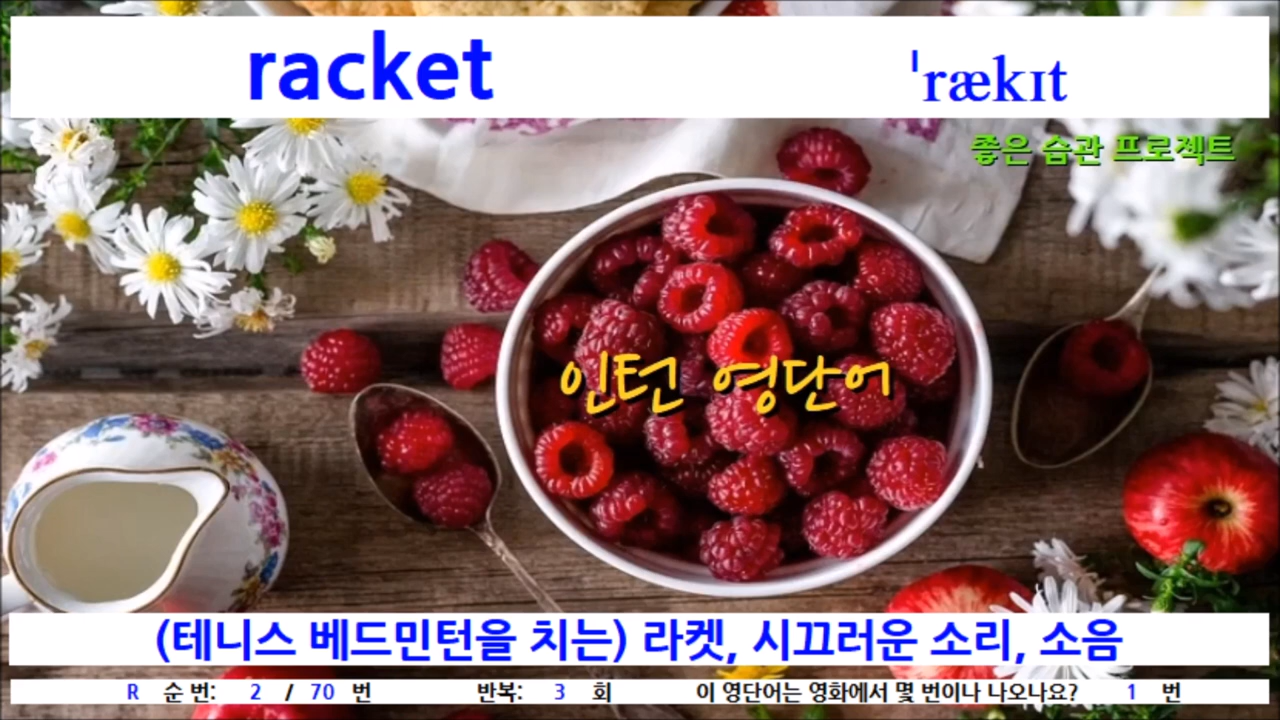 racket ˈrækɪt
좋은 습관 프로젝트
인턴 영단어
(테니스 베드민턴을 치는) 라켓, 시끄러운 소리, 소음
R 순 번: 2 / 70 번 반복: 3 회 이 영단어는 영화에서 몇 번이나 나오나요? 1 번